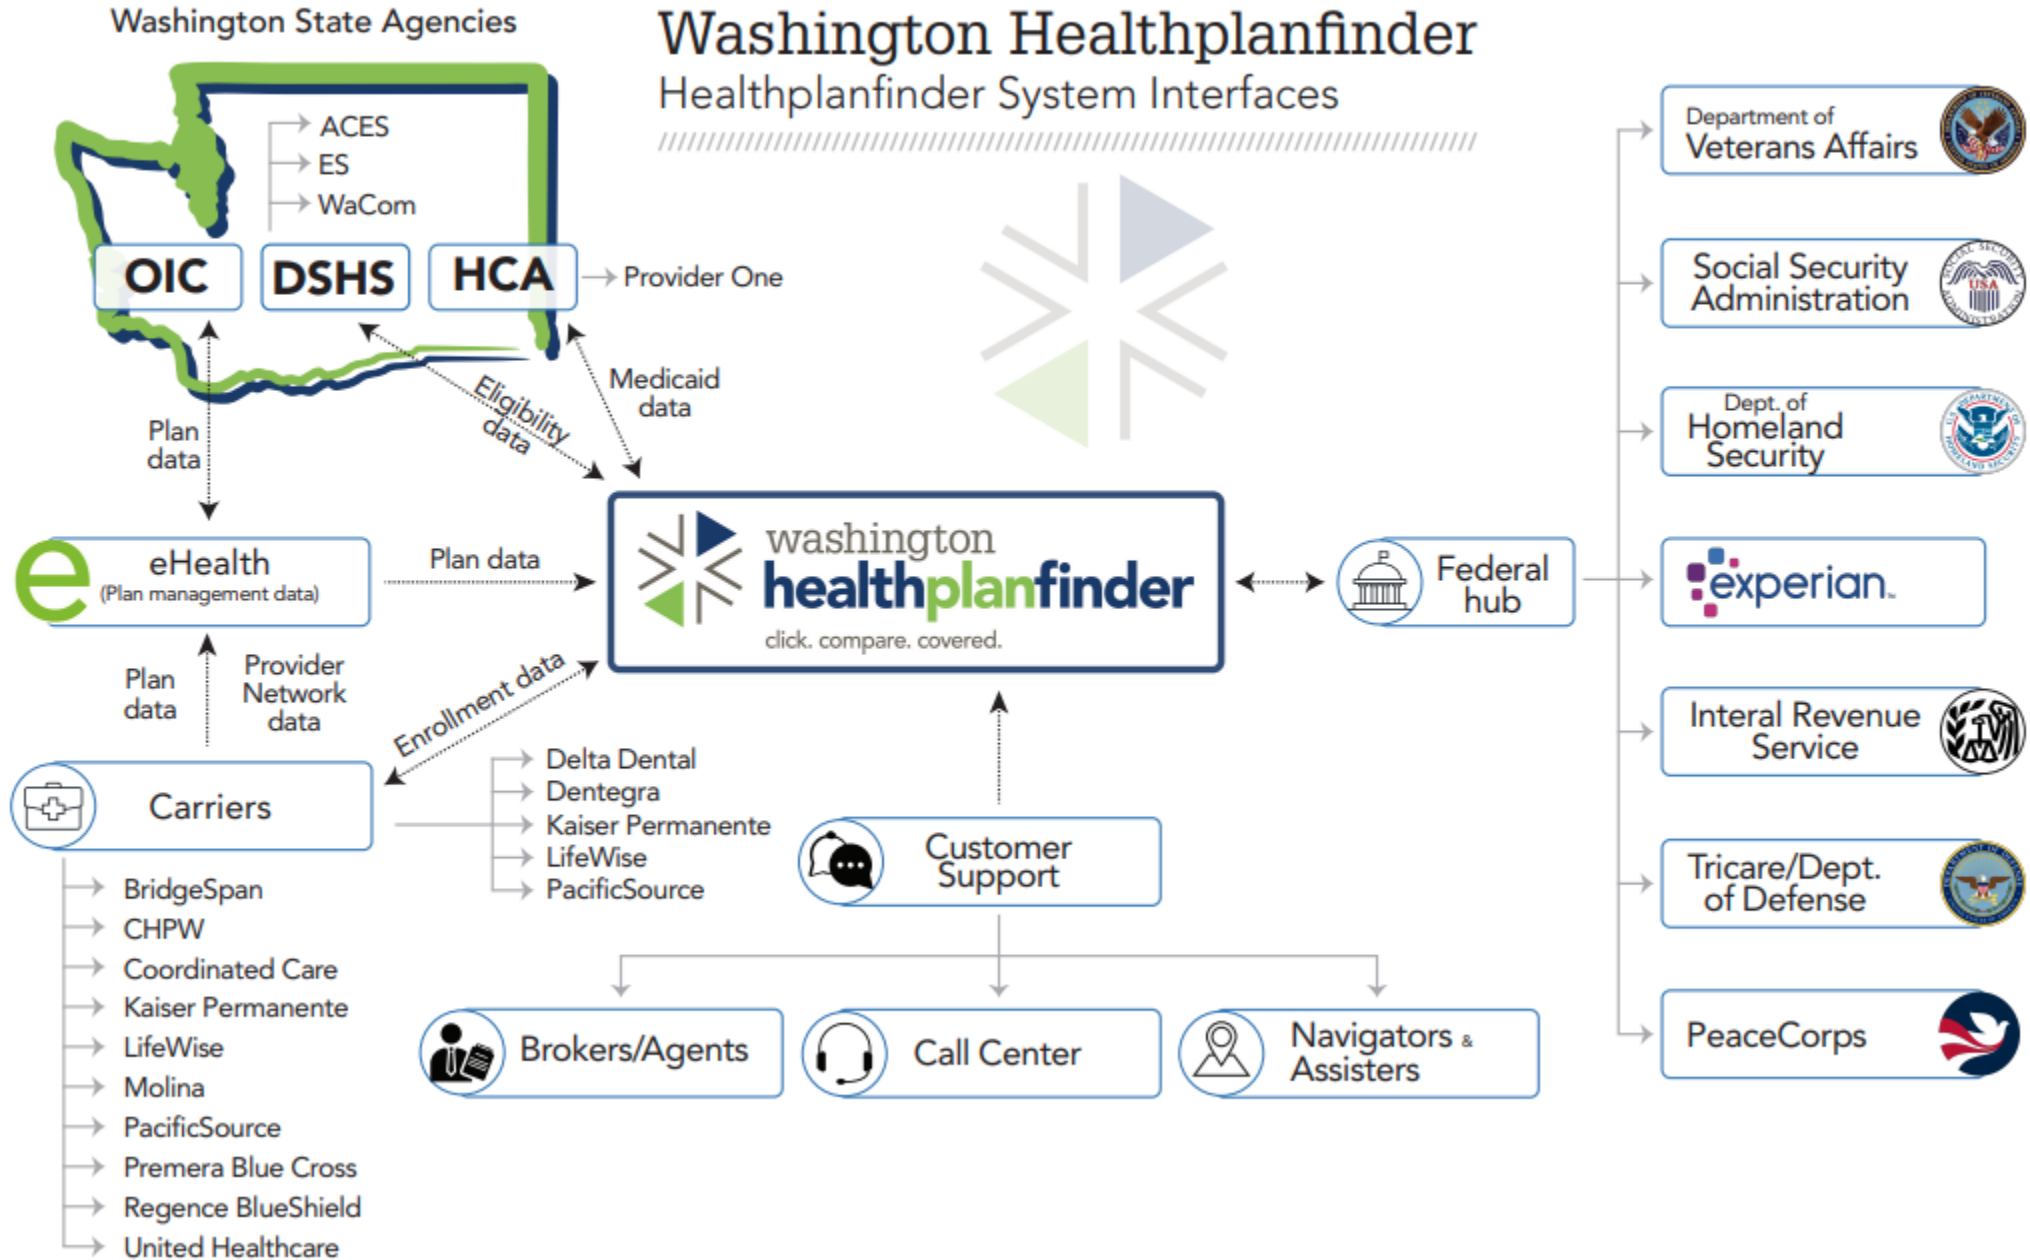 Washington State Agencies
Washington Healthplanfinder
Healthplanfinder System Interfaces
ACES
ES
WaCom
OIC
DSHS
HCA
Provider One
Plan
data
Eligibility
data
Medicaid
data
eHealth
(Plan management data)
Plan data
washington
healthplanfinder
click. compare. covered.
Federal
hub
Plan
data
Provider
Network
data
Enrollment data
Carriers
Delta Dental
Dentegra
Kaiser Permanente
LifeWise
PacificSource
BridgeSpan
CHPW
Coordinated Care
Kaiser Permanente
LifeWise
Molina
PacificSource
Premera Blue Cross
Regence BlueShield
United Healthcare
Customer
Support
Brokers/Agents
Call Center
Navigators &
Assisters
Department of
Veterans Affairs
Social Security
Administration
SOCIAL SECURITY
USA
ADMINISTRATION
Dept. of
Homeland
Security
experian
Interal Revenue
Service
Tricare/Dept.
of Defense
PeaceCorps